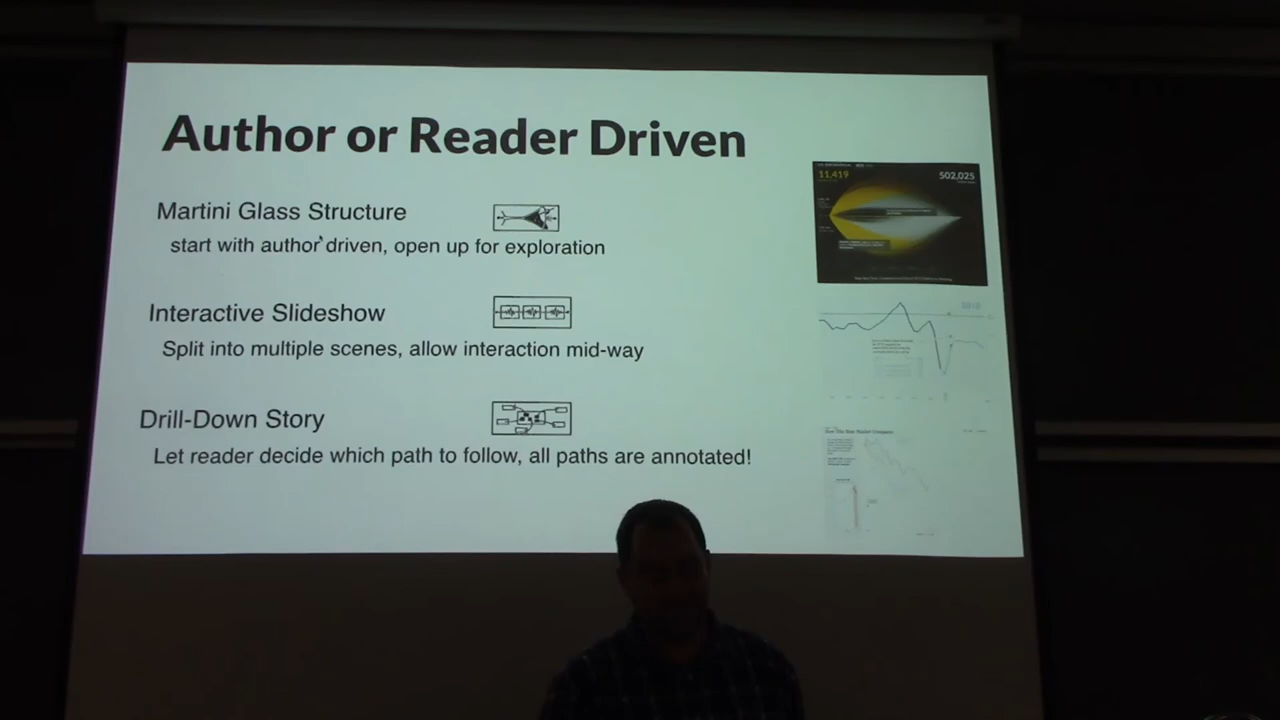 Author or Reader Driven
Martini Glass Structure
start with author driven, open up for exploration
Interactive Slideshow
Split into multiple scenes, allow interaction mid-way
Drill-Down Story
Let reader decide which path to follow, all paths are annotated!
11,419
502,025